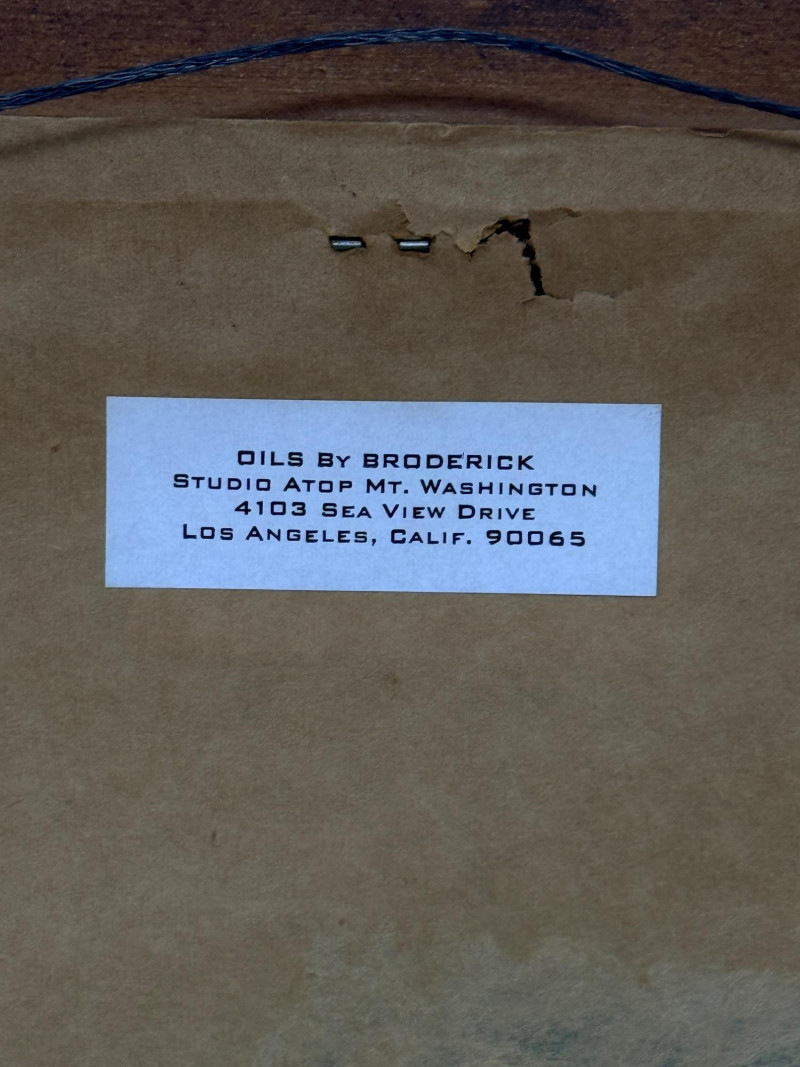 OILS BY BRODERICK
STUDIO ATOP MT. WASHINGTON
4103 SEA VIEW DRIVE
LOS ANGELES, CALIF. 90065